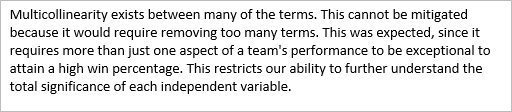 Multicollinearity exists between many of the terms. This cannot be mitigated
because it would require removing too many terms. This was expected, since it
requires more than just one aspect of a team's performance to be exceptional to
attain a high win percentage. This restricts our ability to further understand the
total significance of each independent variable.